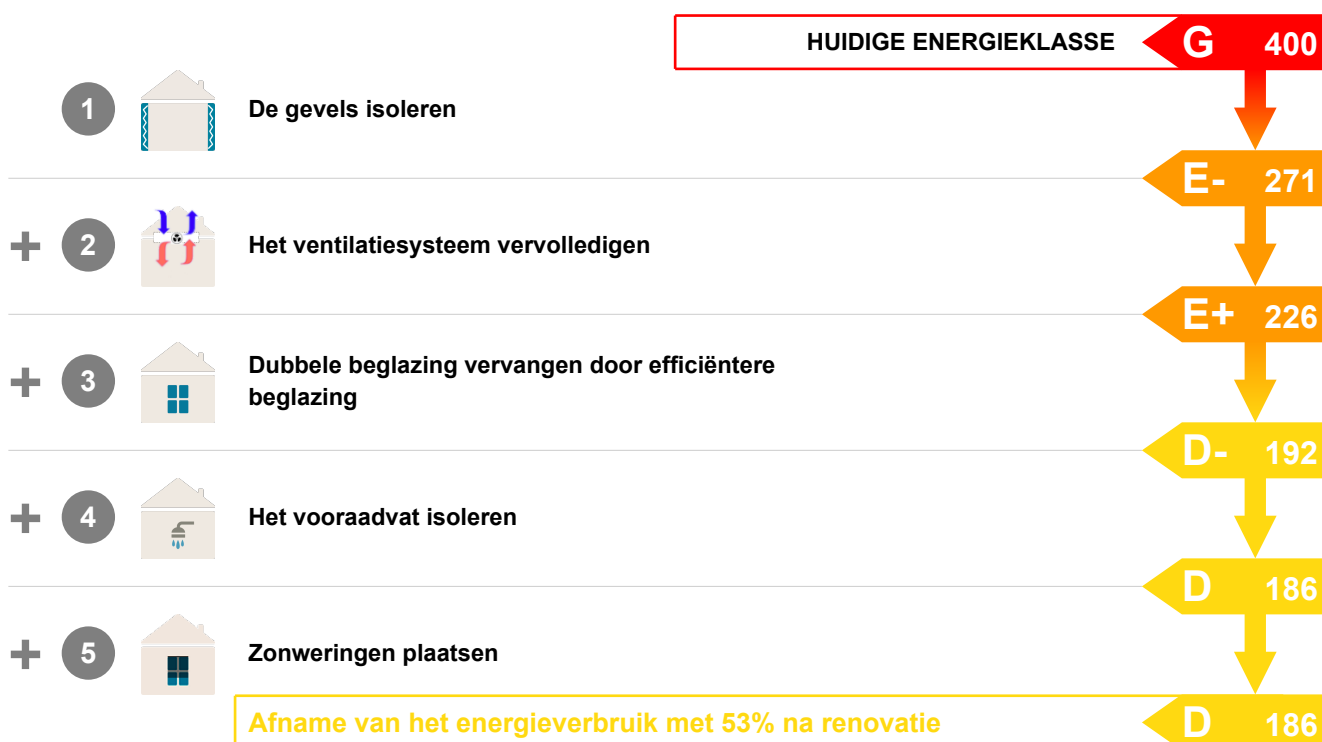 HUIDIGE ENERGIEKLASSE G 400
1 De gevels isoleren
E- 271
+ 2 Het ventilatiesysteem vervolledigen
E+ 226
+ 3 Dubbele beglazing vervangen door efficiëntere
beglazing
D- 192
+ 4 Het vooraadvat isoleren
D 186
+ 5 Zonweringen plaatsen
Afname van het energieverbruik met 53% na renovatie D 186